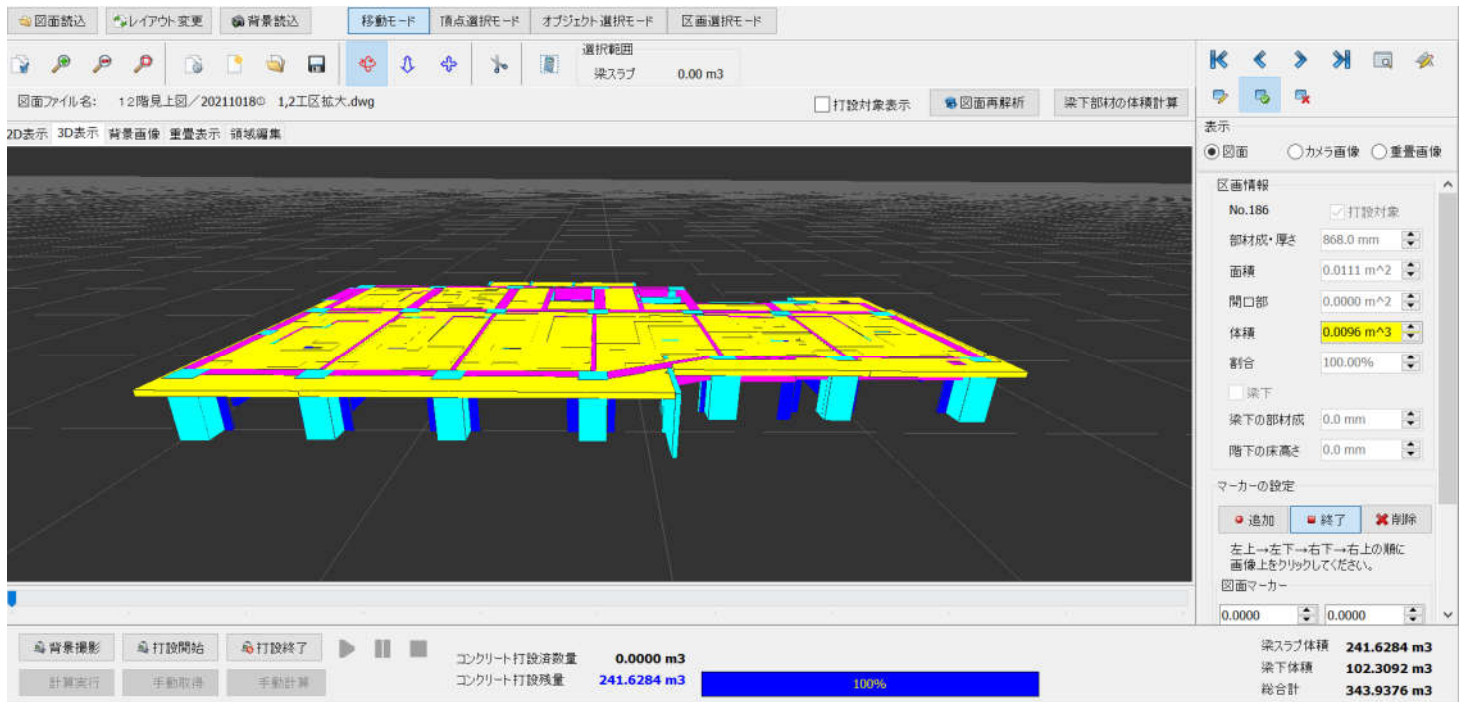 図面読込 レイアウト変更 背景読込 移動モード 頂点選択モード オブジェクト選択モード 区画選択モード
選択範囲
梁スラブ 0.00 m3
図面ファイル名: 12階見上図/20211018◎ 1,2工区拡大.dwg 打設対象表示 図面再解析 梁下部材の体積計算
2D表示 3D表示 背景画像 重畳表示 領域編集
表示
図面 カメラ画像 重畳画像
区画情報
No.186 打設対象
部材成・厚さ 868.0 mm
面積 0.0111 m^2
開口部 0.0000 m^2
体積 0.0096 m^3
割合 100.00%
梁下
梁下の部材成 0.0 mm
階下の床高さ 0.0 mm
マーカーの設定
追加 終了 削除
左上→左下→右下→右上の順に
画像上をクリックしてください。
図面マーカー
0.0000 0.0000
背景撮影 打設開始 打設終了
計算実行 手動取得 手動計算
コンクリート打設済数量 0.0000 m3
コンクリート打設残量 241.6284 m3
100%
梁スラブ体積 241.6284 m3
梁下体積 102.3092 m3
総合計 343.9376 m3